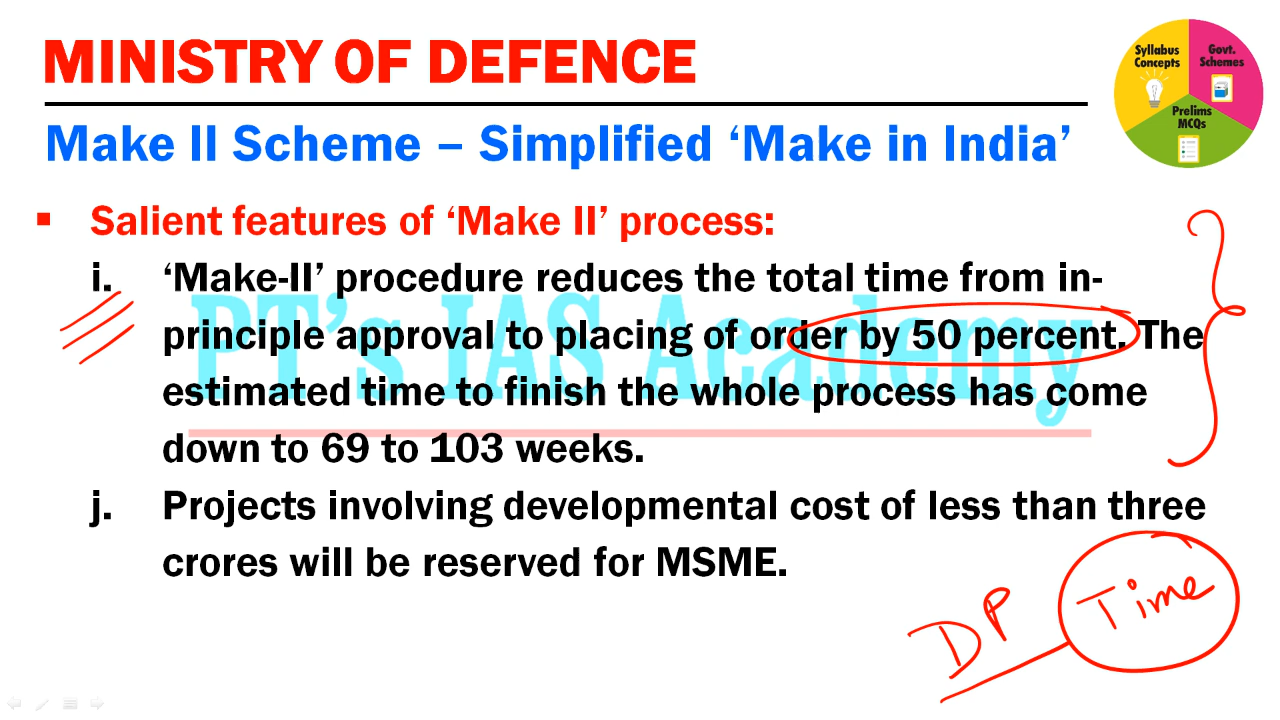 MINISTRY OF DEFENCE
Syllabus
Concepts
Govt.
Schemes
Prelims
MCQs
Make II Scheme – Simplified ‘Make in India’
▪ Salient features of ‘Make II’ process:
i. ‘Make-II’ procedure reduces the total time from in-
principle approval to placing of order by 50 percent. The
estimated time to finish the whole process has come
down to 69 to 103 weeks.
j. Projects involving developmental cost of less than three
crores will be reserved for MSME.
PT's IAS Academy
DP Time